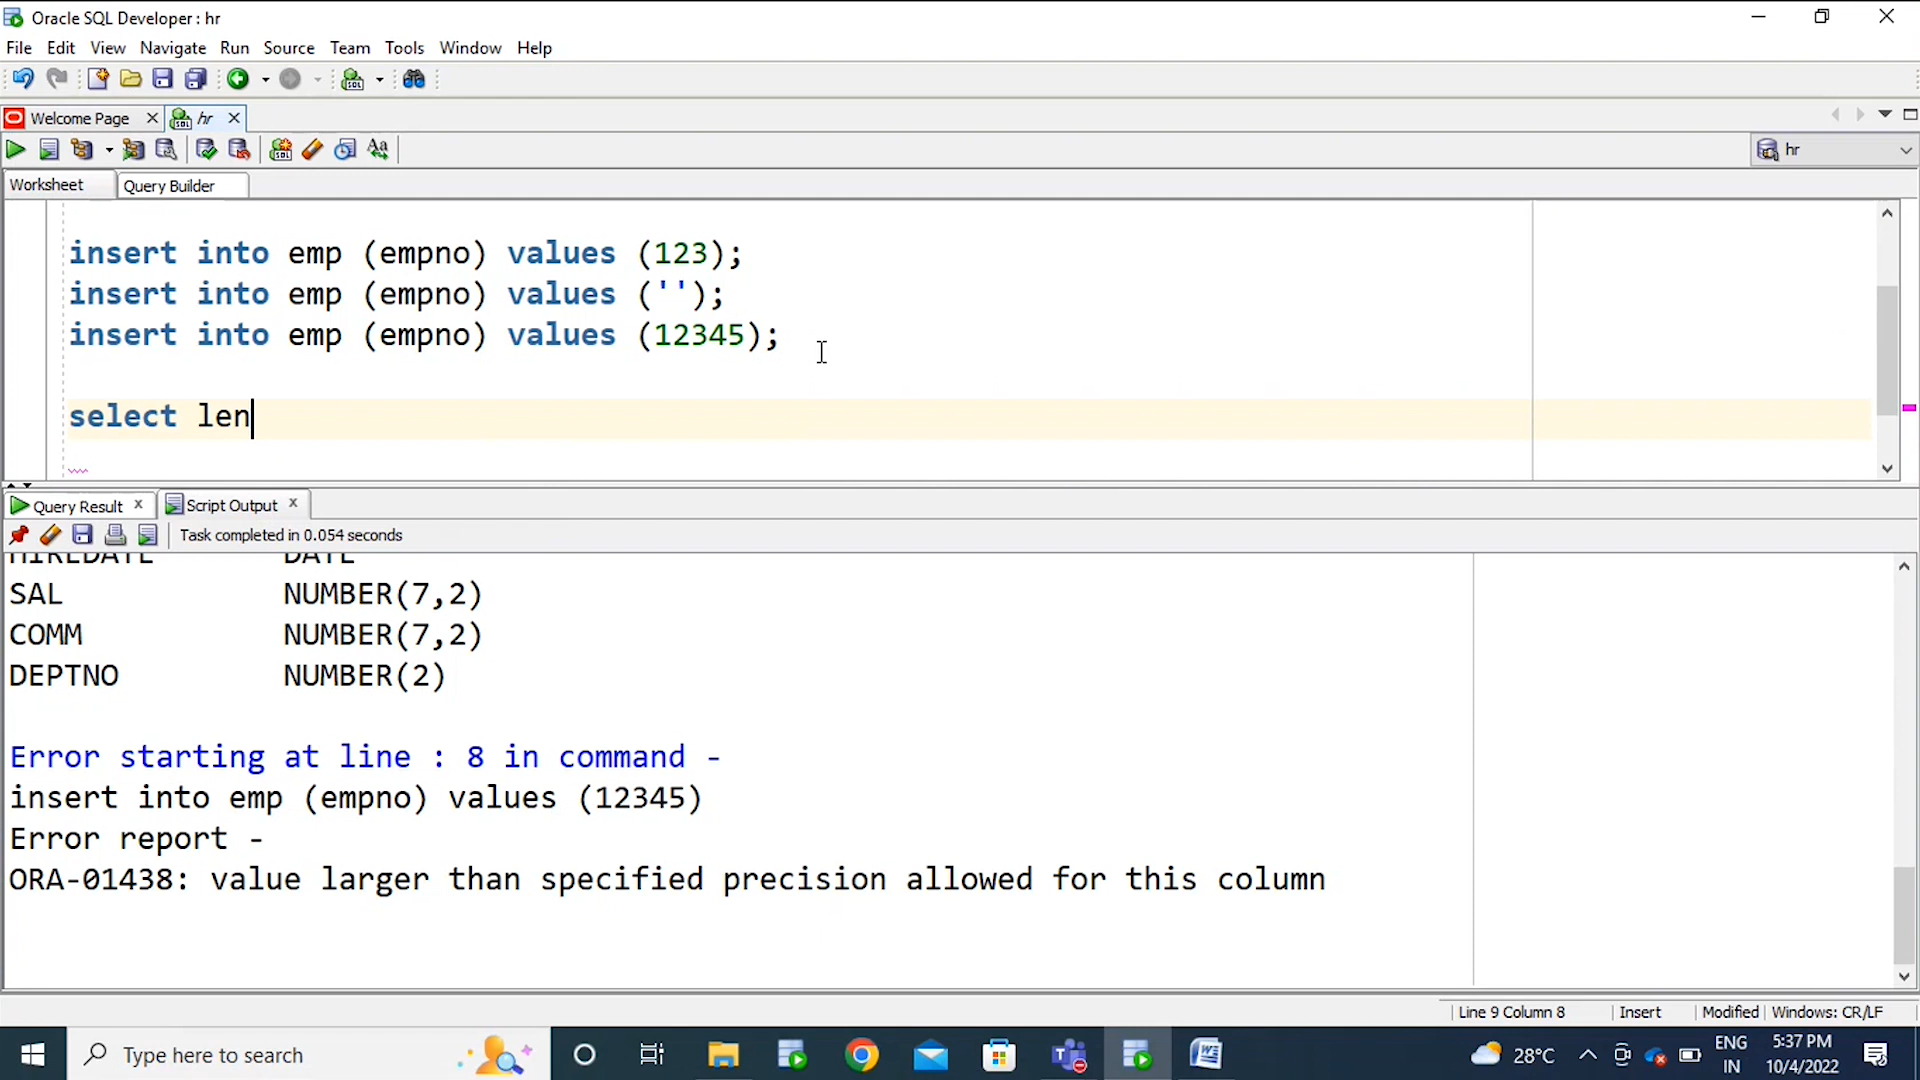 Oracle SQL Developer : hr
File Edit View Navigate Run Source Team Tools Window Help
Welcome Page hr
hr
Worksheet Query Builder
insert into emp (empno) values (123);
insert into emp (empno) values ('');
insert into emp (empno) values (12345);
select len
Query Result Script Output
Task completed in 0.054 seconds
HIREDATE DATE
SAL NUMBER(7,2)
COMM NUMBER(7,2)
DEPTNO NUMBER(2)
Error starting at line : 8 in command -
insert into emp (empno) values (12345)
Error report -
ORA-01438: value larger than specified precision allowed for this column
Line 9 Column 8 Insert Modified Windows: CR/LF
Type here to search
28°C
ENG
IN
5:37 PM
10/4/2022